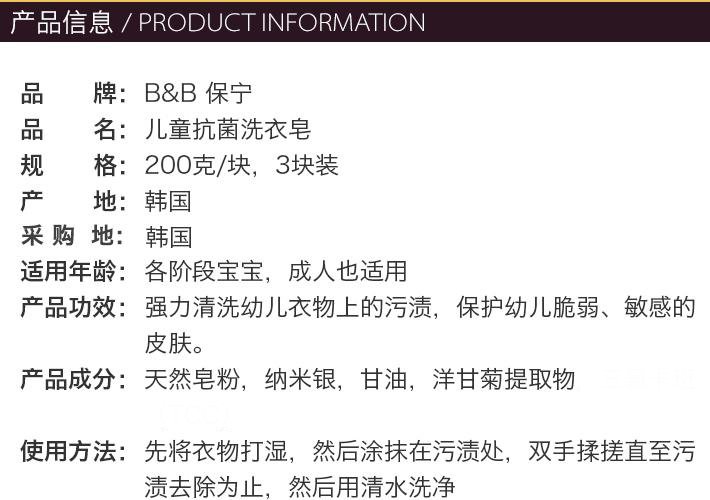 产品信息 / PRODUCT INFORMATION
品 牌： B&B 保宁
品 名： 儿童抗菌洗衣皂
规 格： 200克/块，3块装
产 地： 韩国
采 购 地： 韩国
适用年龄： 各阶段宝宝，成人也适用
产品功效： 强力清洗幼儿衣物上的污渍，保护幼儿脆弱、敏感的
皮肤。
产品成分： 天然皂粉，纳米银，甘油，洋甘菊提取物
使用方法： 先将衣物打湿，然后涂抹在污渍处，双手揉搓直至污
渍去除为止，然后用清水洗净